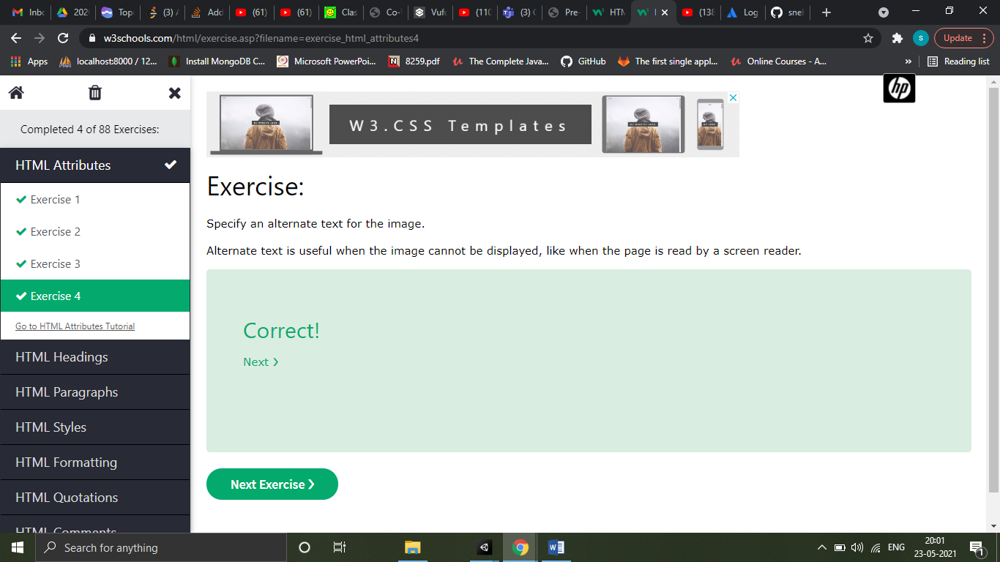 Inbo
202
Top
(3) A
Add
(61)
(61)
Clas
Co-
Vufo
(110
(3) C
Pre-
HTM
(138
Log
snel
w3schools.com/html/exercise.asp?filename=exercise_html_attributes4
S
Update
Apps
localhost:8000 / 12...
Install MongoDB C...
Microsoft PowerPoi...
8259.pdf
The Complete Java...
GitHub
The first single appl...
Online Courses - A...
»
Reading list
hp
Completed 4 of 88 Exercises:
HTML Attributes
Exercise 1
Exercise 2
Exercise 3
Exercise 4
Go to HTML Attributes Tutorial
HTML Headings
HTML Paragraphs
HTML Styles
HTML Formatting
HTML Quotations
HTML Comments
W3.CSS Templates
Exercise:
Specify an alternate text for the image.
Alternate text is useful when the image cannot be displayed, like when the page is read by a screen reader.
Correct!
Next ❯
Next Exercise ❯
Search for anything
ENG
20:01
23-05-2021
1